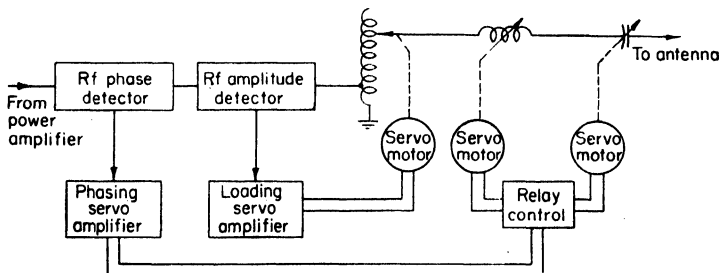 Rf phase
detector
Rf amplitude
detector
To antenna
From
power
amplifier
Servo
motor
Servo
motor
Servo
motor
Phasing
servo
amplifier
Loading
servo
amplifier
Relay
control